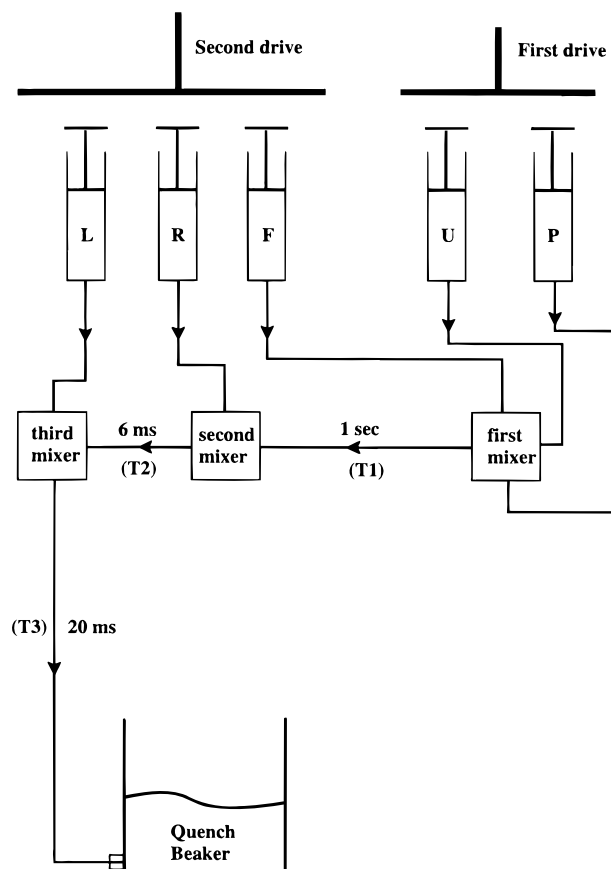 Second drive
First drive
L
R
F
U
P
third
mixer
6 ms
(T2)
second
mixer
1 sec
(T1)
first
mixer
(T3)
20 ms
Quench
Beaker